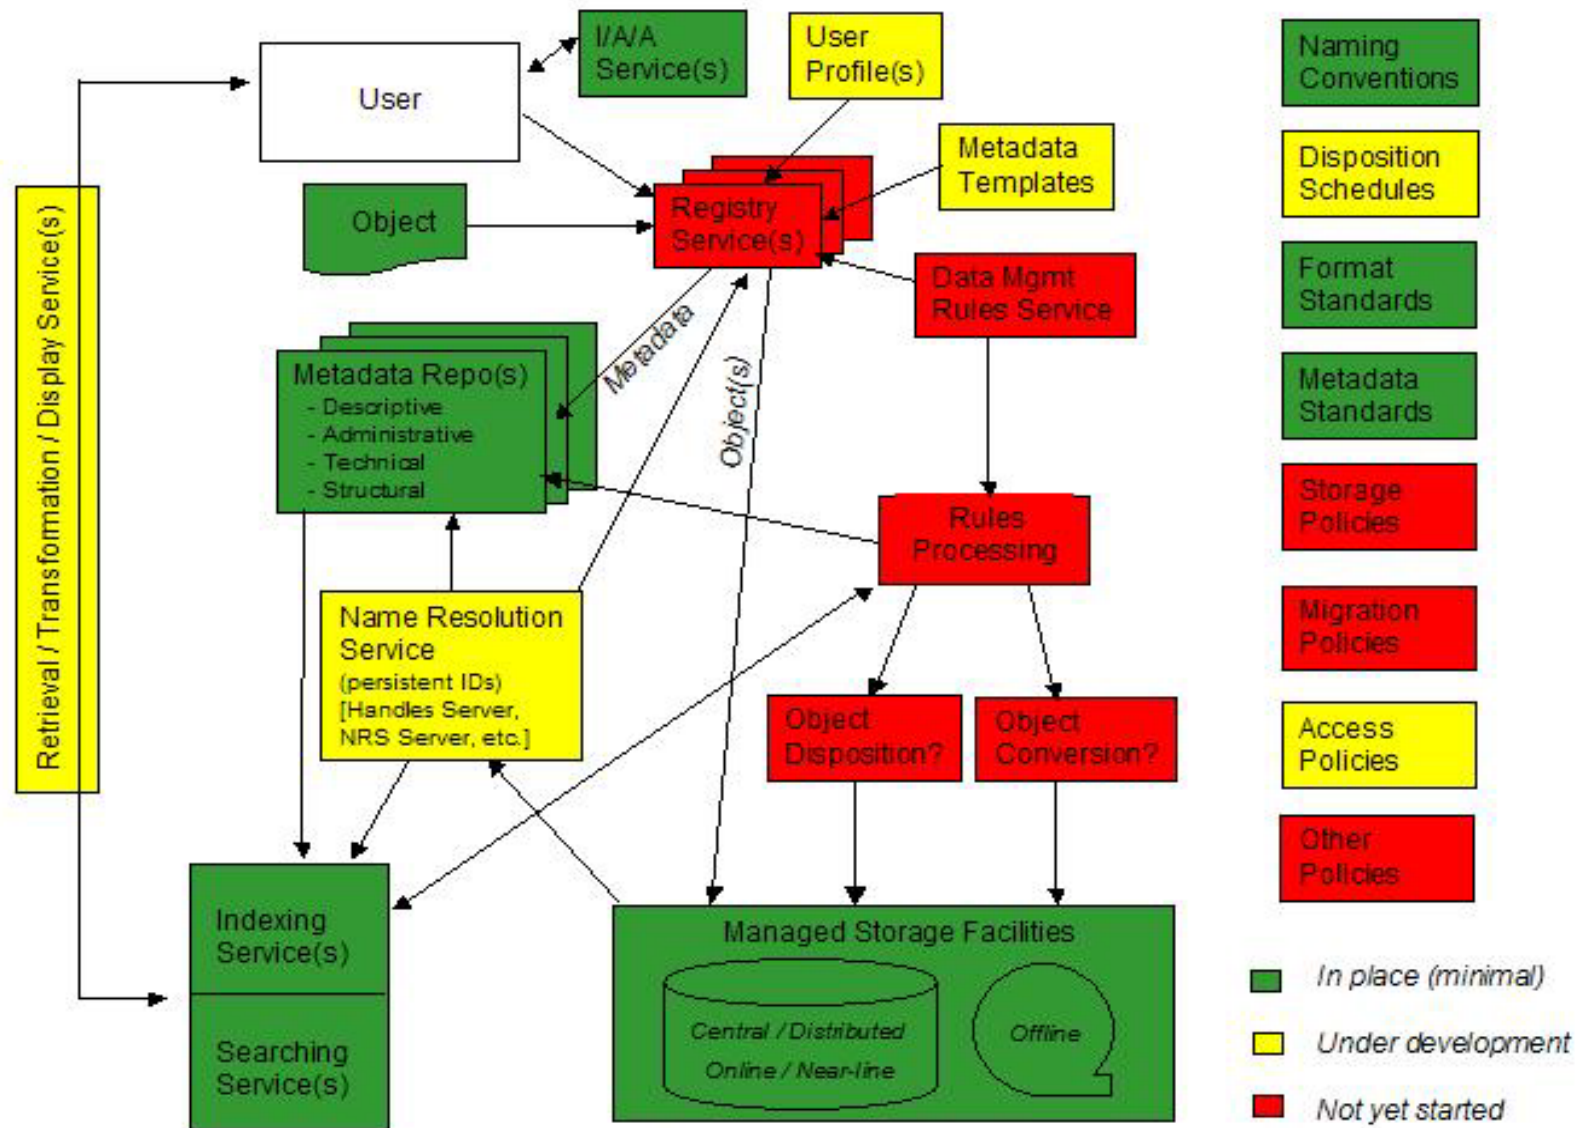 I/A/A
Service(s)
User
Profile(s)
User
Metadata
Templates
Object
Registry
Service(s)
Data Mgmt
Rules Service
Metadata
Object(s)
Metadata Repo(s)
- Descriptive
- Administrative
- Technical
- Structural
Rules
Processing
Retrieval / Transformation / Display Service(s)
Name Resolution
Service
(persistent IDs)
[Handles Server,
NRS Server, etc.]
Object
Disposition?
Object
Conversion?
Indexing
Service(s)
Searching
Service(s)
Managed Storage Facilities
Central / Distributed
Online / Near-line
Offline
Naming
Conventions
Disposition
Schedules
Format
Standards
Metadata
Standards
Storage
Policies
Migration
Policies
Access
Policies
Other
Policies
In place (minimal)
Under development
Not yet started